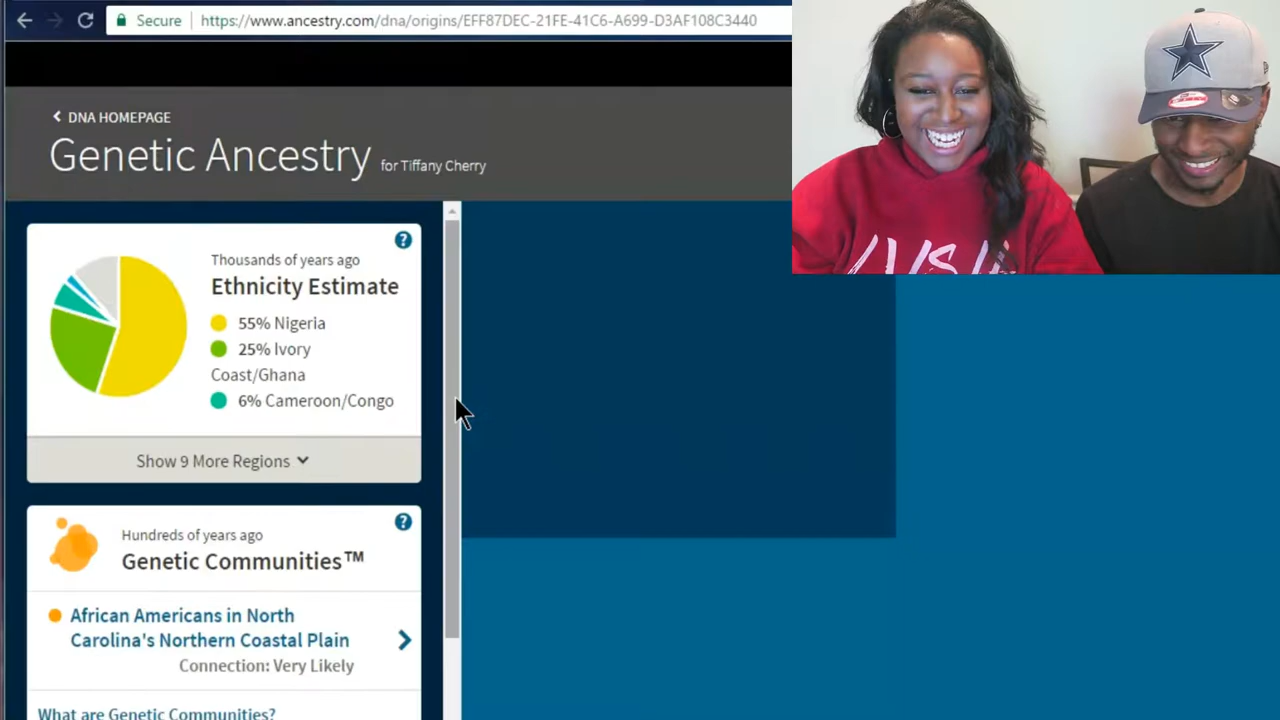 Secure
https://www.ancestry.com/dna/origins/EFF87DEC-21FE-41C6-A699-D3AF108C3440
DNA HOMEPAGE
Genetic Ancestry for Tiffany Cherry
Thousands of years ago
Ethnicity Estimate
55% Nigeria
25% Ivory
Coast/Ghana
6% Cameroon/Congo
Show 9 More Regions
Hundreds of years ago
Genetic Communities™
African Americans in North
Carolina's Northern Coastal Plain
Connection: Very Likely
What are Genetic Communities?